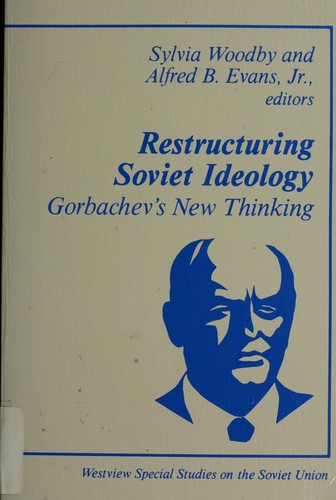 Sylvia Woodby and
Alfred B. Evans, Jr.,
editors
Restructuring
Soviet Ideology
Gorbachev's New Thinking
Westview Special Studies on the Soviet Union